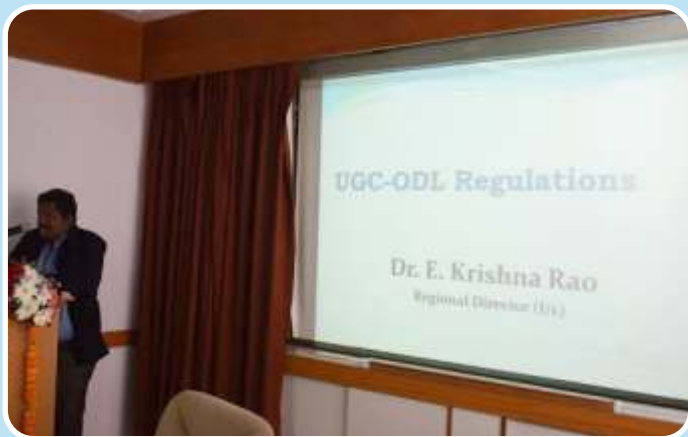 UGC-ODL Regulations
Dr. E. Krishna Rao
Regional Director (I/c)